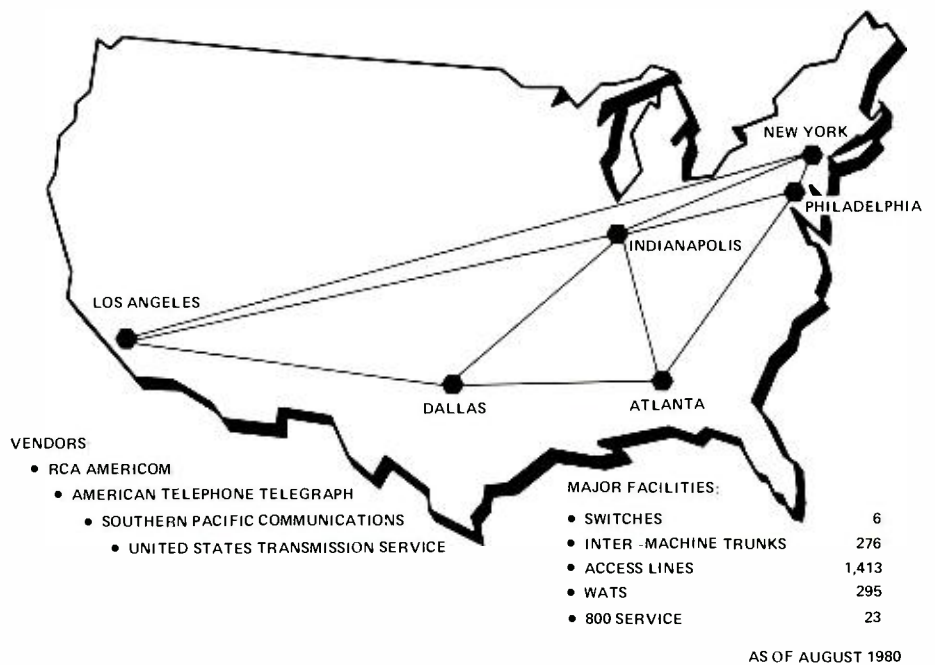 NEW YORK
PHILADELPHIA
INDIANAPOLIS
LOS ANGELES
DALLAS
ATLANTA
VENDORS
• RCA AMERICOM
• AMERICAN TELEPHONE TELEGRAPH
• SOUTHERN PACIFIC COMMUNICATIONS
• UNITED STATES TRANSMISSION SERVICE
MAJOR FACILITIES:
• SWITCHES 6
• INTER-MACHINE TRUNKS 276
• ACCESS LINES 1,413
• WATS 295
• 800 SERVICE 23
AS OF AUGUST 1980